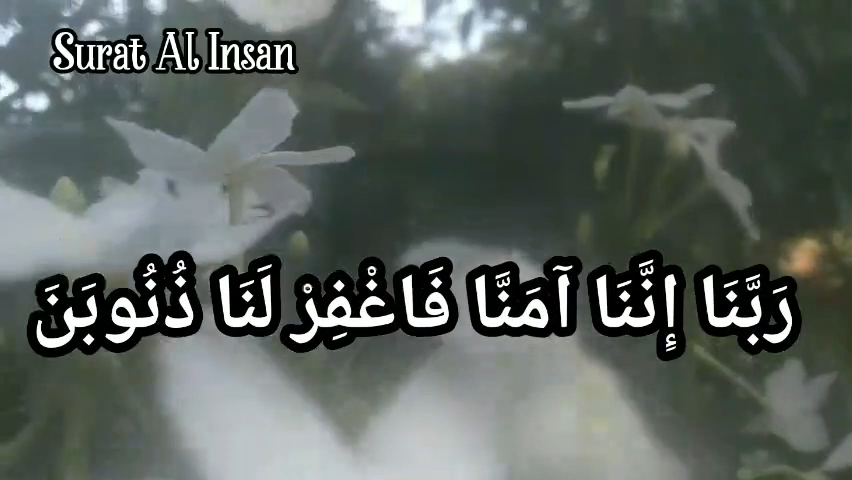 Surat Al Insan
رَبَّنَا إِنَّنَا آمَنَّا فَاغْفِرْ لَنَا ذُنُوبَنَ